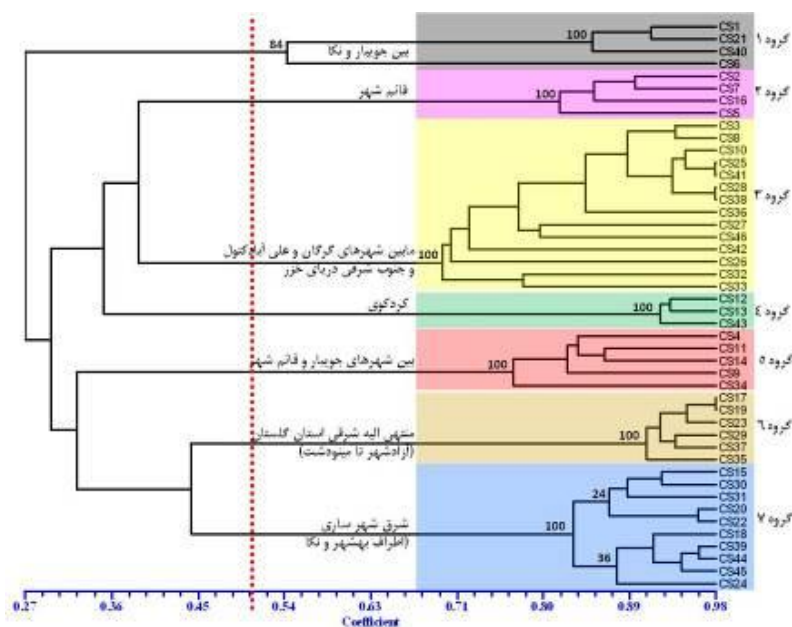 CS1
CS21
CS40
CS6
گروه ۱
84
100
بین جویبار و نکا
CS2
CS7
CS16
CS5
گروه ۲
100
قائم شهر
CS3
CS8
CS10
CS25
CS41
CS28
CS38
CS36
CS27
CS46
CS42
CS26
CS32
CS33
گروه ۳
100
مابین شهرهای گرگان و علی آباد کتول
و جنوب شرقی دریای خزر
CS12
CS13
CS43
گروه ٤
100
کردکوی
CS4
CS11
CS14
CS9
CS34
گروه ٥
100
بین شهرهای جویبار و قائم شهر
CS17
CS19
CS23
CS29
CS37
CS35
گروه ۶
100
منتهی الیه شرقی استان گلستان
(آزادشهر تا مینودشت)
CS15
CS30
CS31
CS20
CS22
CS18
CS39
CS44
CS45
CS24
گروه ۷
24
100
36
شرق شهر ساری
(اطراف بهشهر و نکا
0.27 0.36 0.45 0.54 0.63 0.71 0.80 0.89 0.98
Coefficient